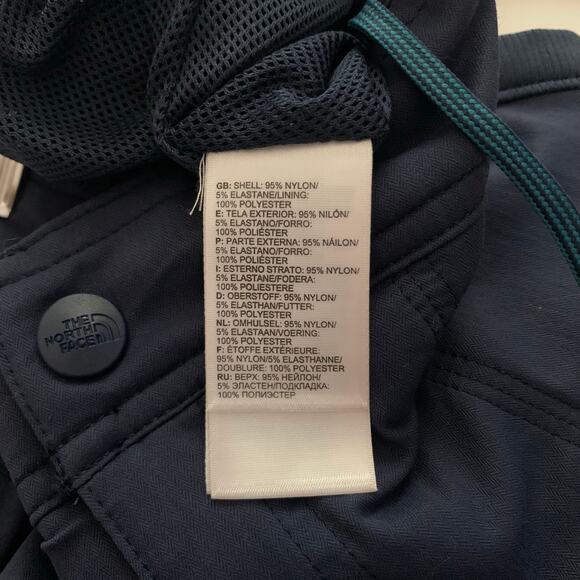 GB: SHELL: 95% NYLON/
5% ELASTANE/LINING:
100% POLYESTER
E: TELA EXTERIOR: 95% NILÓN/
5% ELASTANO/FORRO:
100% POLIÉSTER
P: PARTE EXTERNA: 95% NÁILON/
5% ELASTANO/FORRO:
100% POLIÉSTER
I: ESTERNO STRATO: 95% NYLON/
5% ELASTAN/FODERA:
100% POLIESTERE
D: OBERSTOFF: 95% NYLON/
5% ELASTHAN/FUTTER:
100% POLYESTER
NL: OMHULSEL: 95% NYLON/
5% ELASTAAN/VOERING:
100% POLYESTER
F: ÉTOFFE EXTÉRIEURE:
95% NYLON/5% ELASTHANNE/
DOUBLURE: 100% POLYESTER
RU: ВЕРХ: 95% НЕЙЛОН/
5% ЭЛАСТЕН/ПОДКЛАДКА:
100% ПОЛИЭСТЕР
THE
NORTH
FACE